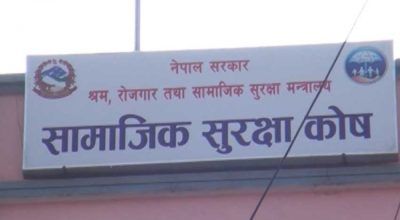 नेपाल सरकार
श्रम, रोजगार तथा सामाजिक सुरक्षा मन्त्रालय
सामाजिक सुरक्षा कोष